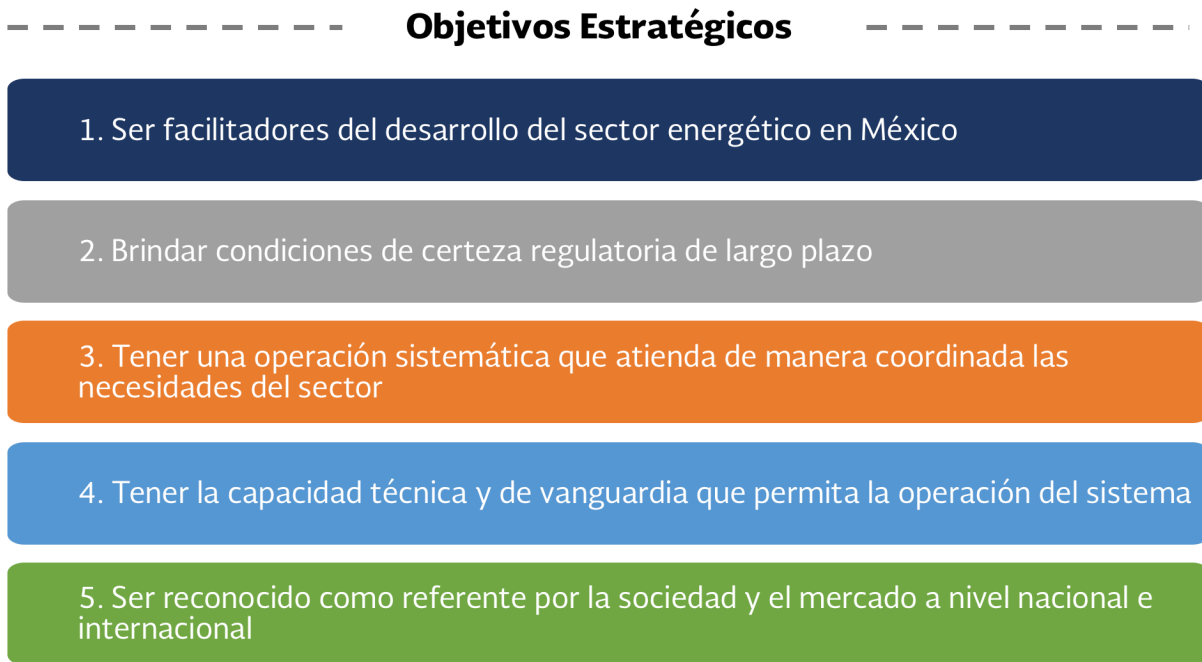 Objetivos Estratégicos
1. Ser facilitadores del desarrollo del sector energético en México
2. Brindar condiciones de certeza regulatoria de largo plazo
3. Tener una operación sistemática que atienda de manera coordinada las
necesidades del sector
4. Tener la capacidad técnica y de vanguardia que permita la operación del sistema
5. Ser reconocido como referente por la sociedad y el mercado a nivel nacional e
internacional